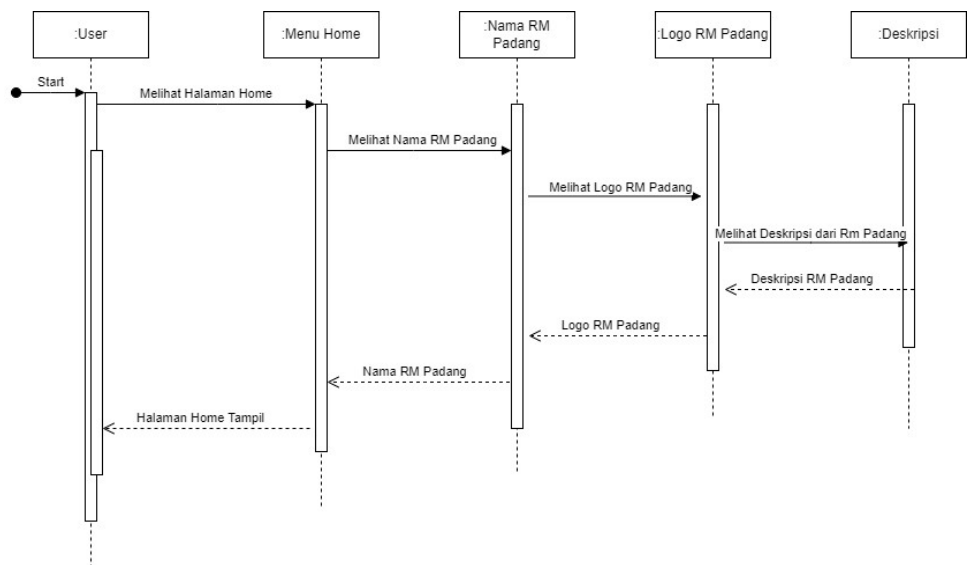 :User
:Menu Home
:Nama RM
Padang
:Logo RM Padang
:Deskripsi
Start
Melihat Halaman Home
Melihat Nama RM Padang
Melihat Logo RM Padang
Melihat Deskripsi dari Rm Padang
Deskripsi RM Padang
Logo RM Padang
Nama RM Padang
Halaman Home Tampil